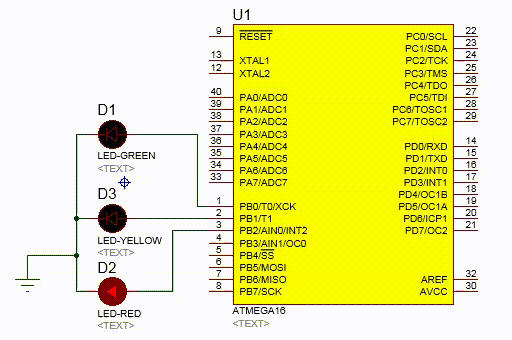 U1
9 RESET PC0/SCL 22
PC1/SDA 23
13 XTAL1 PC2/TCK 24
12 XTAL2 PC3/TMS 25
PC4/TDO 26
40 PA0/ADC0 PC5/TDI 27
39 PA1/ADC1 PC6/TOSC1 28
38 PA2/ADC2 PC7/TOSC2 29
37 PA3/ADC3
36 PA4/ADC4 PD0/RXD 14
35 PA5/ADC5 PD1/TXD 15
34 PA6/ADC6 PD2/INT0 16
33 PA7/ADC7 PD3/INT1 17
PD4/OC1B 18
1 PB0/T0/XCK PD5/OC1A 19
2 PB1/T1 PD6/ICP1 20
3 PB2/AIN0/INT2 PD7/OC2 21
4 PB3/AIN1/OC0
5 PB4/SS
6 PB5/MOSI
7 PB6/MISO AREF 32
8 PB7/SCK AVCC 30
ATMEGA16
<TEXT>
D1
LED-GREEN
<TEXT>
D3
LED-YELLOW
<TEXT>
D2
LED-RED
<TEXT>